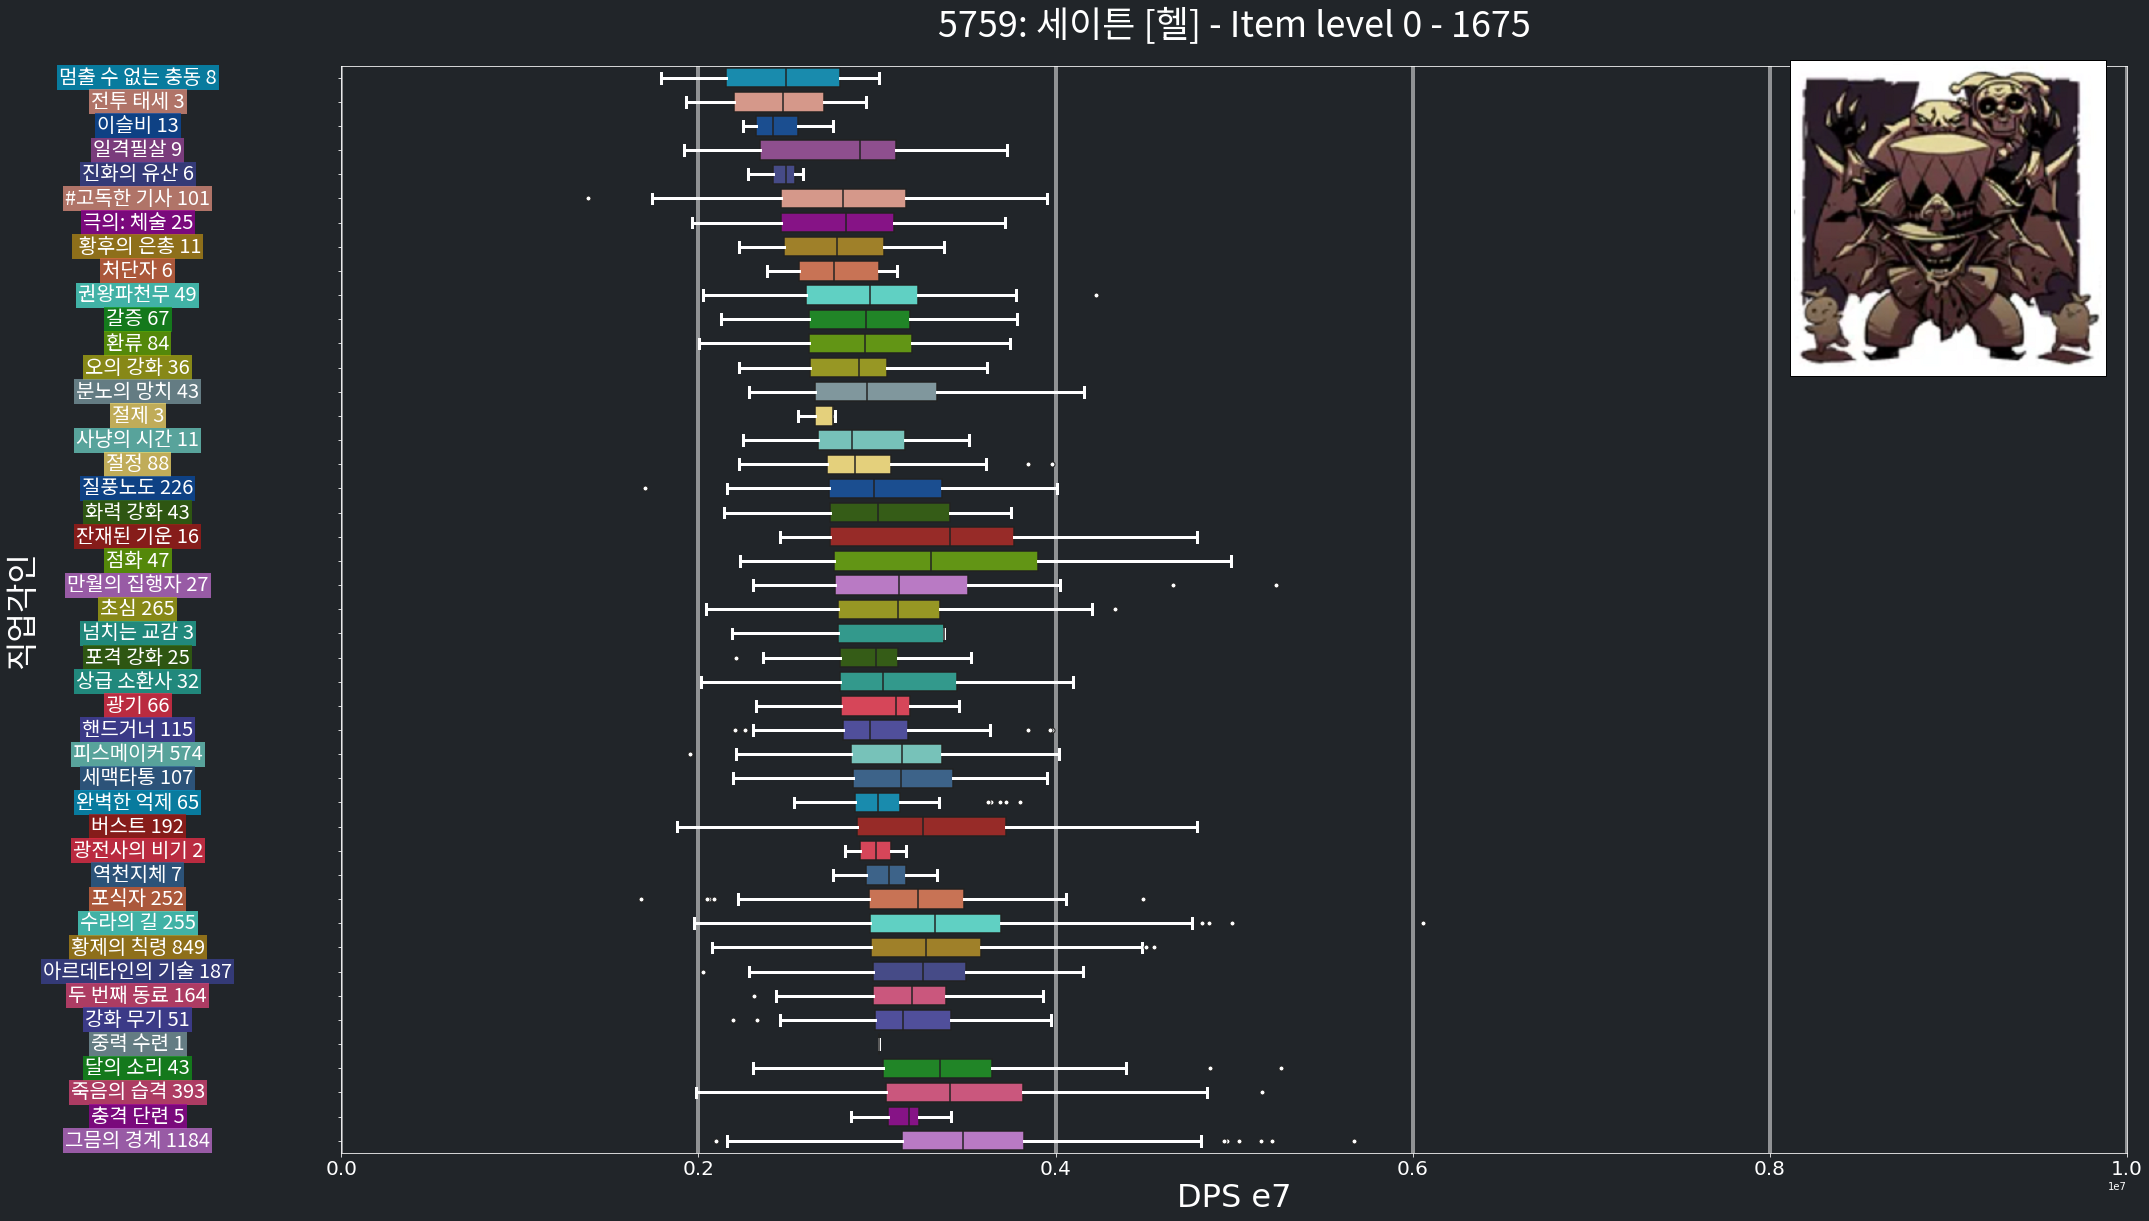 5759: 세이튼 [헬] - Item level 0 - 1675
멈출 수 없는 충동 8
전투 태세 3
이슬비 13
일격필살 9
진화의 유산 6
#고독한 기사 101
극의: 체술 25
황후의 은총 11
처단자 6
권왕파천무 49
갈증 67
환류 84
오의 강화 36
분노의 망치 43
절제 3
사냥의 시간 11
절정 88
질풍노도 226
화력 강화 43
잔재된 기운 16
점화 47
만월의 집행자 27
초심 265
넘치는 교감 3
포격 강화 25
상급 소환사 32
광기 66
핸드거너 115
피스메이커 574
세맥타통 107
완벽한 억제 65
버스트 192
광전사의 비기 2
역천지체 7
포식자 252
수라의 길 255
황제의 칙령 849
아르데타인의 기술 187
두 번째 동료 164
강화 무기 51
중력 수련 1
달의 소리 43
죽음의 습격 393
충격 단련 5
그믐의 경계 1184
직업각인
0.0 0.2 0.4 0.6 0.8 1.0
1e7
DPS e7